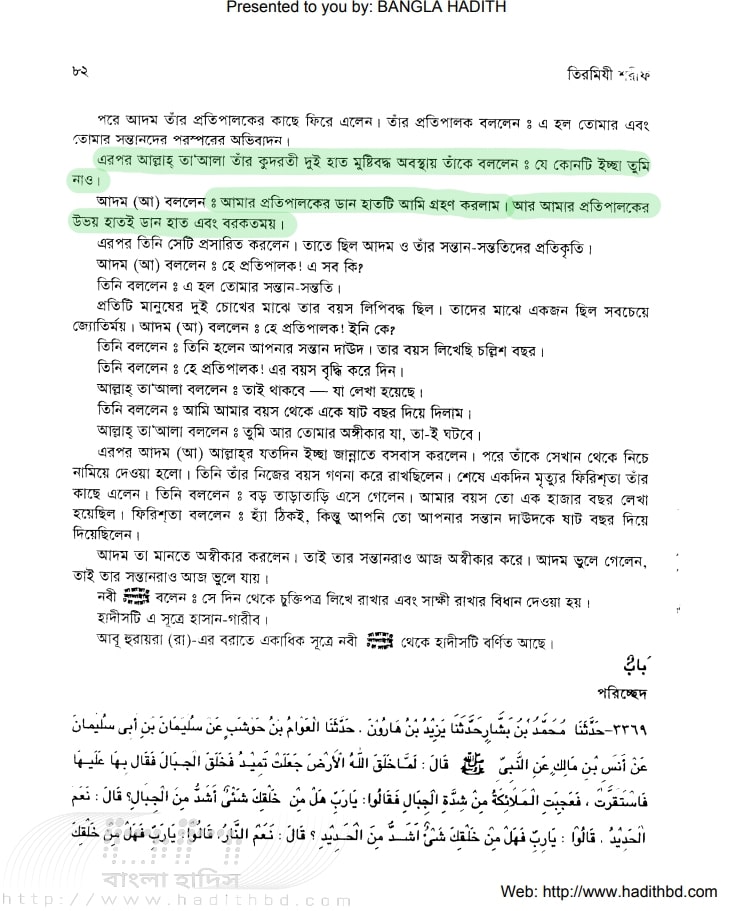 Presented to you by: BANGLA HADITH
৮২ তিরমিযী শরীফ
পরে আদম তাঁর প্রতিপালকের কাছে ফিরে এলেন। তাঁর প্রতিপালক বললেন ঃ এ হল তোমার এবং
তোমার সন্তানদের পরস্পরের অভিবাদন।
এরপর আল্লাহ্ তা'আলা তাঁর কুদরতী দুই হাত মুষ্টিবদ্ধ অবস্থায় তাঁকে বললেন ঃ যে কোনটি ইচ্ছা তুমি
নাও।
আদম (আ) বললেন ঃ আমার প্রতিপালকের ডান হাতটি আমি গ্রহণ করলাম। আর আমার প্রতিপালকের
উভয় হাতই ডান হাত এবং বরকতময়।
এরপর তিনি সেটি প্রসারিত করলেন। তাতে ছিল আদম ও তাঁর সন্তান-সন্ততিদের প্রতিকৃতি।
আদম (আ) বললেন ঃ হে প্রতিপালক! এ সব কি?
তিনি বললেন ঃ এ হল তোমার সন্তান-সন্ততি।
প্রতিটি মানুষের দুই চোখের মাঝে তার বয়স লিপিবদ্ধ ছিল। তাদের মাঝে একজন ছিল সবচেয়ে
জ্যোতির্ময়। আদম (আ) বললেন ঃ হে প্রতিপালক! ইনি কে?
তিনি বললেন ঃ তিনি হলেন আপনার সন্তান দাউদ। তার বয়স লিখেছি চল্লিশ বছর।
তিনি বললেন ঃ হে প্রতিপালক! এর বয়স বৃদ্ধি করে দিন।
আল্লাহ্ তা'আলা বললেন ঃ তাই থাকবে — যা লেখা হয়েছে।
তিনি বললেন ঃ আমি আমার বয়স থেকে একে ষাট বছর দিয়ে দিলাম।
আল্লাহ্ তা'আলা বললেন ঃ তুমি আর তোমার অঙ্গীকার যা, তা-ই ঘটবে।
এরপর আদম (আ) আল্লাহ্‌র যতদিন ইচ্ছা জান্নাতে বসবাস করলেন। পরে তাঁকে সেখান থেকে নিচে
নামিয়ে দেওয়া হলো। তিনি তাঁর নিজের বয়স গণনা করে রাখছিলেন। শেষে একদিন মৃত্যুর ফিরিশ্‌তা তাঁর
কাছে এলেন। তিনি বললেন ঃ বড় তাড়াতাড়ি এসে গেলেন। আমার বয়স তো এক হাজার বছর লেখা
হয়েছিল। ফিরিশ্‌তা বললেন ঃ হ্যাঁ ঠিকই, কিন্তু আপনি তো আপনার সন্তান দাউদকে ষাট বছর দিয়ে
দিয়েছিলেন।
আদম তা মানতে অস্বীকার করলেন। তাই তার সন্তানরাও আজ অস্বীকার করে। আদম ভুলে গেলেন,
তাই তার সন্তানরাও আজ ভুলে যায়।
নবী ﷺ বলেন ঃ সে দিন থেকে চুক্তিপত্র লিখে রাখার এবং সাক্ষী রাখার বিধান দেওয়া হয়।
হাদীসটি এ সূত্রে হাসান-গারীব।
আবূ হুরায়রা (রা)-এর বরাতে একাধিক সূত্রে নবী ﷺ থেকে হাদীসটি বর্ণিত আছে।
بَابٌ
পরিচ্ছেদ
٣٣٦٩-حَدَّثَنَا مُحَمَّدُ بْنُ بَشَّارٍ حَدَّثَنَا يَزِيْدُ بْنُ هَارُوْنَ . حَدَّثَنَا الْعَوَّامُ بْنُ حَوْشَبٍ عَنْ سُلَيْمَانَ بْنِ أَبِى سُلَيْمَانَ
عَنْ أَنَسِ بْنِ مَالِكٍ عَنِ النَّبِىِّ ﷺ قَالَ : لَمَّا خَلَقَ اللّٰهُ الْأَرْضَ جَعَلَتْ تَمِيْدُ فَخَلَقَ الْجِبَالَ فَقَالَ بِهَا عَلَيْهَا
فَاسْتَقَرَّتْ ، فَعَجِبَتِ الْمَلَائِكَةُ مِنْ شِدَّةِ الْجِبَالِ فَقَالُوْا: يَارَبِّ هَلْ مِنْ خَلْقِكَ شَىْءٌ أَشَدُّ مِنَ الْجِبَالِ؟ قَالَ : نَعَمْ
الْحَدِيْدُ . قَالُوْا : يَارَبِّ فَهَلْ مِنْ خَلْقِكَ شَىْءٌ أَشَدُّ مِنَ الْحَدِيْدِ ؟ قَالَ : نَعَمْ النَّارُ. قَالُوْا: يَارَبِّ فَهَلْ مِنْ خَلْقِكَ
বাংলা হাদিস
http://www.hadithbd.com
Web: http://www.hadithbd.com